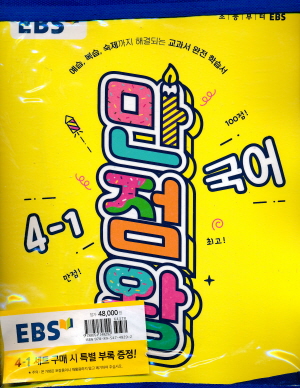 EBS
초등부터 EBS
예습, 복습, 숙제까지 해결되는 교과서 완전 학습서
만점왕
100점!
국어
4-1
최고!
만점!
정가 48,000원
EBS
4-1 세트 구매 시 특별 부록 증정!